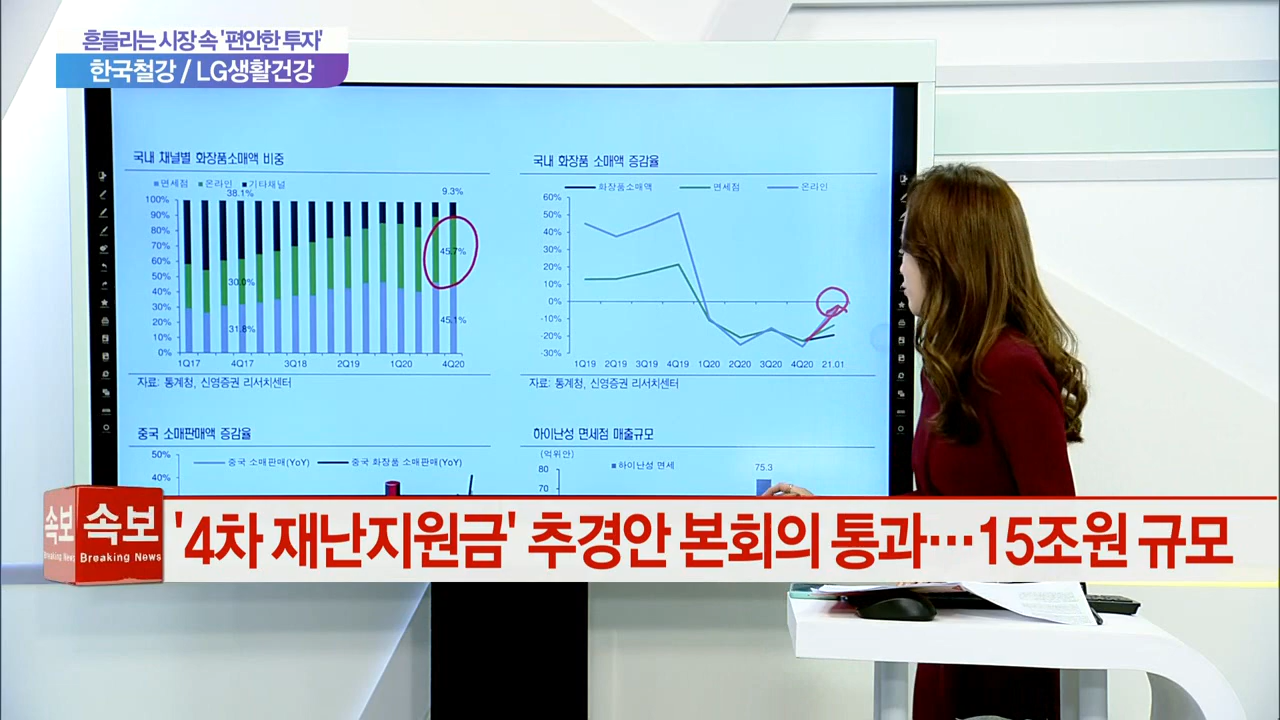 흔들리는 시장 속 '편안한 투자'
한국철강 / LG생활건강
국내 채널별 화장품소매액 비중
■면세점 ■온라인 ■기타채널
38.1%
9.3%
100%
90%
80%
70%
60%
50%
40%
30%
20%
10%
0%
45.7%
30.0%
31.8%
45.1%
1Q17 4Q17 3Q18 2Q19 1Q20 4Q20
자료: 통계청, 신영증권 리서치센터
국내 화장품 소매액 증감율
화장품소매액 면세점 온라인
60%
50%
40%
30%
20%
10%
0%
-10%
-20%
-30%
1Q19 2Q19 3Q19 4Q19 1Q20 2Q20 3Q20 4Q20 21.01
자료: 통계청, 신영증권 리서치센터
중국 소매판매액 증감율
50%
40%
중국 소매판매(YoY) 중국 화장품 소매판매(YoY)
하이난성 면세점 매출규모
(억위안)
80
70
■하이난성 면세
75.3
속보
Breaking News
속보
Breaking News
'4차 재난지원금' 추경안 본회의 통과…15조원 규모